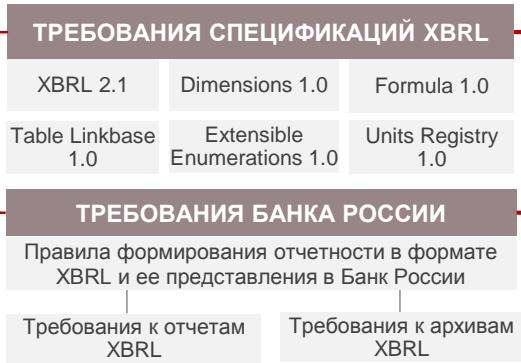 ТРЕБОВАНИЯ СПЕЦИФИКАЦИЙ XBRL
XBRL 2.1
Dimensions 1.0
Formula 1.0
Table Linkbase
1.0
Extensible
Enumerations 1.0
Units Registry
1.0
ТРЕБОВАНИЯ БАНКА РОССИИ
Правила формирования отчетности в формате
XBRL и ее представления в Банк России
Требования к отчетам
XBRL
Требования к архивам
XBRL